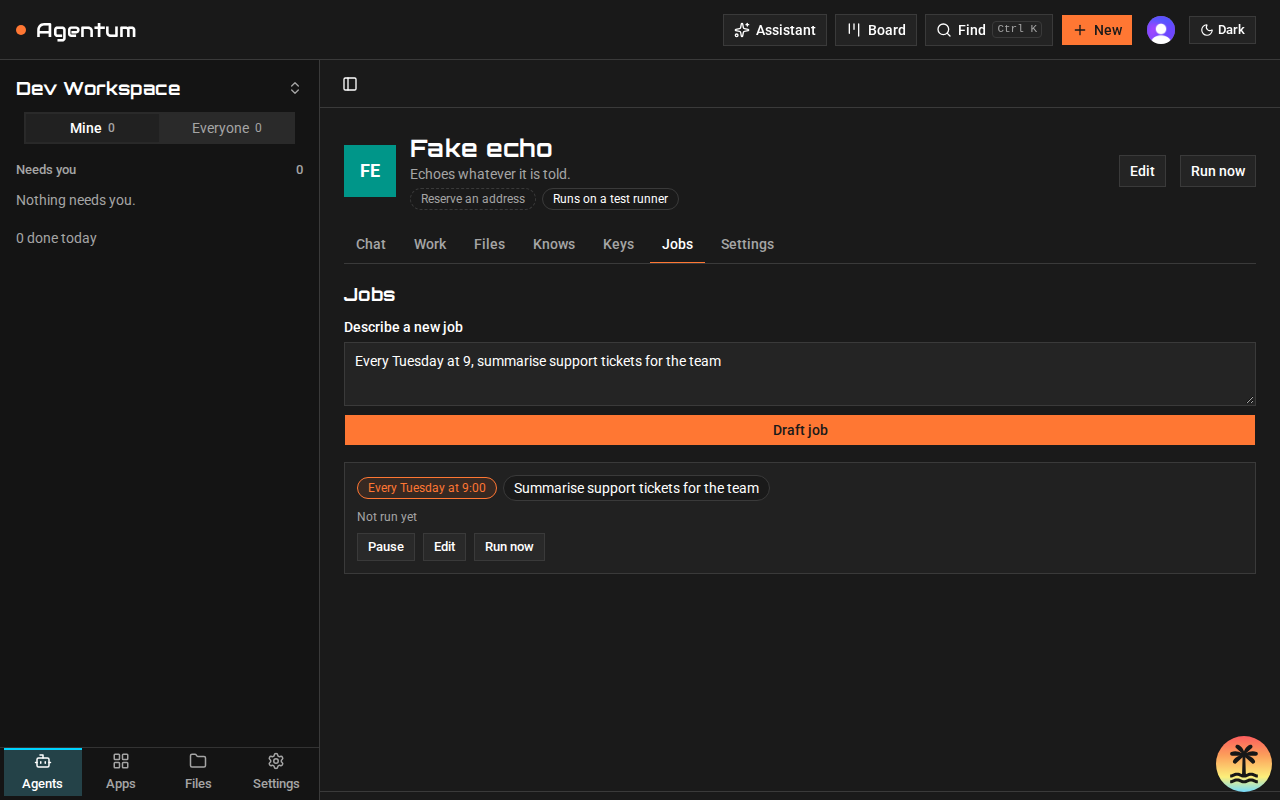 Agentum
Assistant
Board
Find Ctrl K
New
Dark
Dev Workspace
Mine 0
Everyone 0
Needs you 0
Nothing needs you.
0 done today
Agents
Apps
Files
Settings
FE
Fake echo
Echoes whatever it is told.
Reserve an address
Runs on a test runner
Edit
Run now
Chat
Work
Files
Knows
Keys
Jobs
Settings
Jobs
Describe a new job
Every Tuesday at 9, summarise support tickets for the team
Draft job
Every Tuesday at 9:00
Summarise support tickets for the team
Not run yet
Pause
Edit
Run now